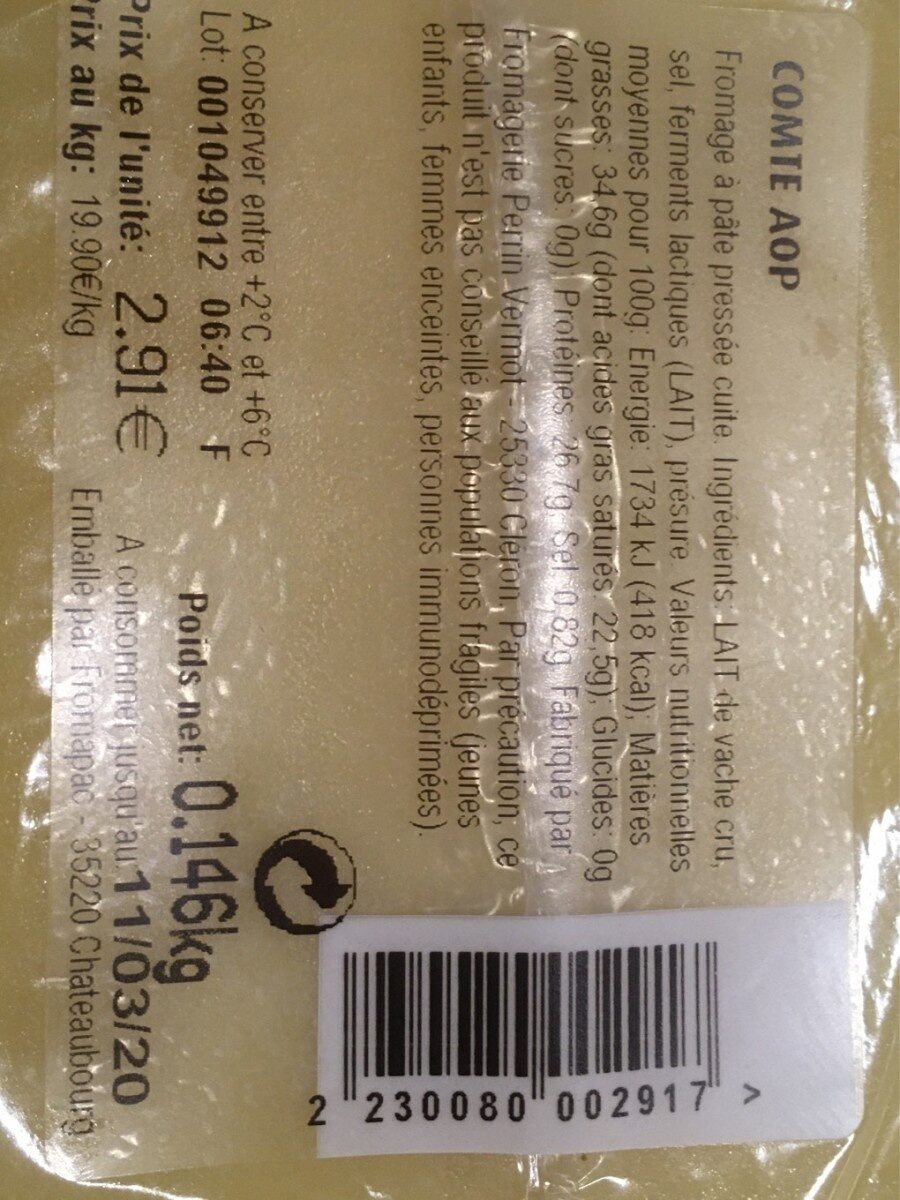 COMTE AOP
Fromage à pâte pressée cuite. Ingrédients: LAIT de vache cru,
sel, ferments lactiques (LAIT), présure. Valeurs nutritionnelles
moyennes pour 100g: Energie: 1734 kJ (418 kcal); Matières
grasses: 34,6g (dont acides gras saturés 22,5g); Glucides: 0g
(dont sucres: 0g) Protéines 26.7g; Sel 0,82g Fabriqué par
Fromagerie Perrin Vermot - 25330 Cléron, Par précaution, ce
produit n'est pas conseillé aux populations fragiles (jeunes
enfants, femmes enceintes, personnes immunodéprimées)
A conserver entre +2°C et +6°C
Lot: 001049912 06:40 F
Poids net: 0.146kg
Prix de l'unité: 2.91€
A consommer jusqu'au:11/03/20
Prix au kg: 19.90€/kg
Emballé par Fromapac - 35220 Chateaubourg
2 230080 002917 >